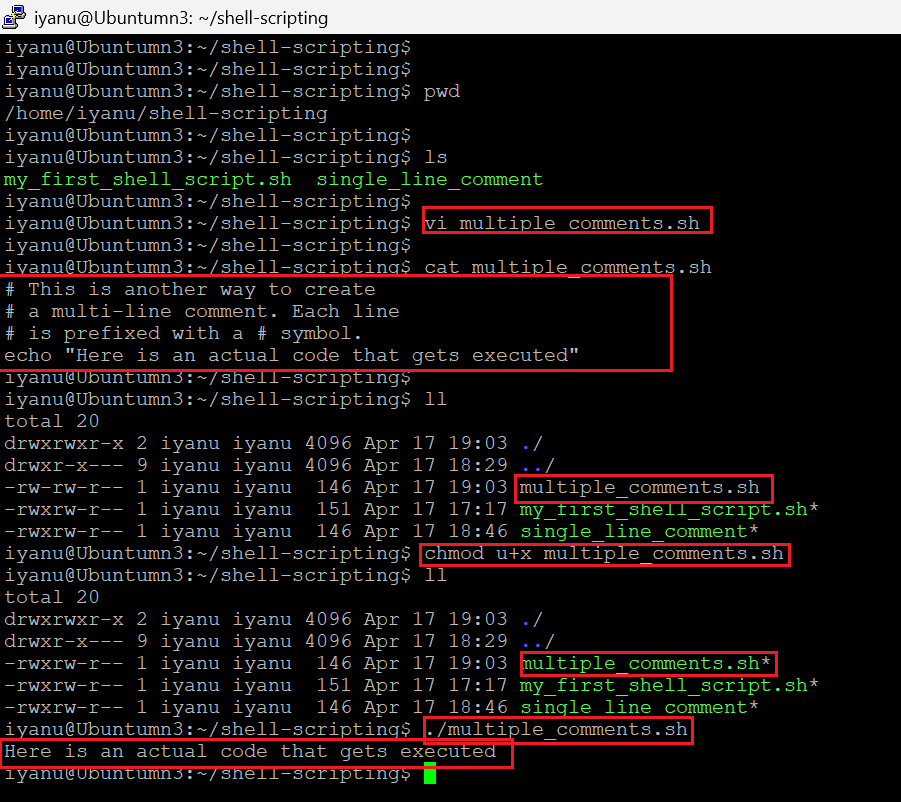 iyanu@Ubuntumn3: ~/shell-scripting
iyanu@Ubuntumn3:~/shell-scripting$
iyanu@Ubuntumn3:~/shell-scripting$
iyanu@Ubuntumn3:~/shell-scripting$ pwd
/home/iyanu/shell-scripting
iyanu@Ubuntumn3:~/shell-scripting$
iyanu@Ubuntumn3:~/shell-scripting$ ls
my_first_shell_script.sh  single_line_comment
iyanu@Ubuntumn3:~/shell-scripting$
iyanu@Ubuntumn3:~/shell-scripting$ vi multiple_comments.sh
iyanu@Ubuntumn3:~/shell-scripting$
iyanu@Ubuntumn3:~/shell-scripting$ cat multiple_comments.sh
# This is another way to create
# a multi-line comment. Each line
# is prefixed with a # symbol.
echo "Here is an actual code that gets executed"
iyanu@Ubuntumn3:~/shell-scripting$
iyanu@Ubuntumn3:~/shell-scripting$ ll
total 20
drwxrwxr-x 2 iyanu iyanu 4096 Apr 17 19:03 ./
drwxr-x--- 9 iyanu iyanu 4096 Apr 17 18:29 ../
-rw-rw-r-- 1 iyanu iyanu  146 Apr 17 19:03 multiple_comments.sh
-rwxrw-r-- 1 iyanu iyanu  151 Apr 17 17:17 my_first_shell_script.sh*
-rwxrw-r-- 1 iyanu iyanu  146 Apr 17 18:46 single_line_comment*
iyanu@Ubuntumn3:~/shell-scripting$ chmod u+x multiple_comments.sh
iyanu@Ubuntumn3:~/shell-scripting$ ll
total 20
drwxrwxr-x 2 iyanu iyanu 4096 Apr 17 19:03 ./
drwxr-x--- 9 iyanu iyanu 4096 Apr 17 18:29 ../
-rwxrw-r-- 1 iyanu iyanu  146 Apr 17 19:03 multiple_comments.sh*
-rwxrw-r-- 1 iyanu iyanu  151 Apr 17 17:17 my_first_shell_script.sh*
-rwxrw-r-- 1 iyanu iyanu  146 Apr 17 18:46 single_line_comment*
iyanu@Ubuntumn3:~/shell-scripting$ ./multiple_comments.sh
Here is an actual code that gets executed
iyanu@Ubuntumn3:~/shell-scripting$